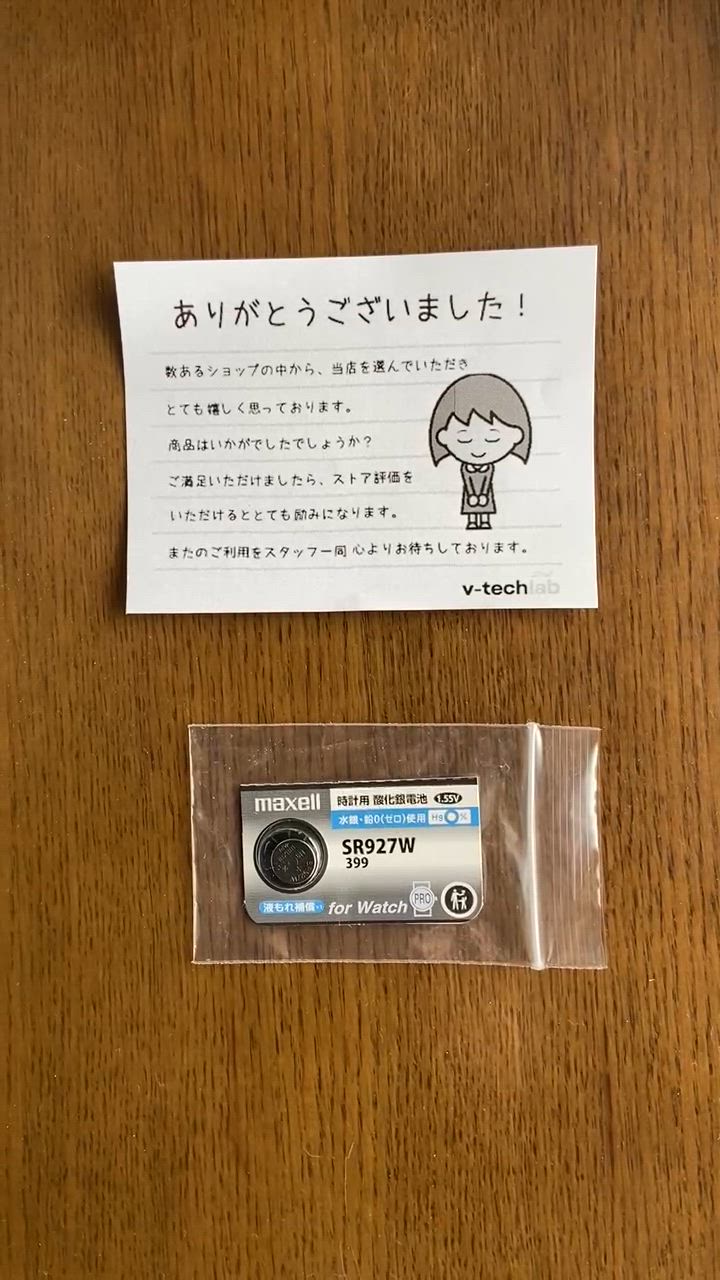 ありがとうございました！
数あるショップの中から、当店を選んでいただき
とても嬉しく思っております。
商品はいかがでしたでしょうか？
ご満足いただけましたら、ストア評価を
いただけるととても励みになります。
またのご利用をスタッフ一同 心よりお待ちしております。
v-techlab
maxell 時計用 酸化銀電池 1.55V
水銀・鉛0(ゼロ)使用 Hg 0%
SR927W
399
液もれ補償 for Watch PRO